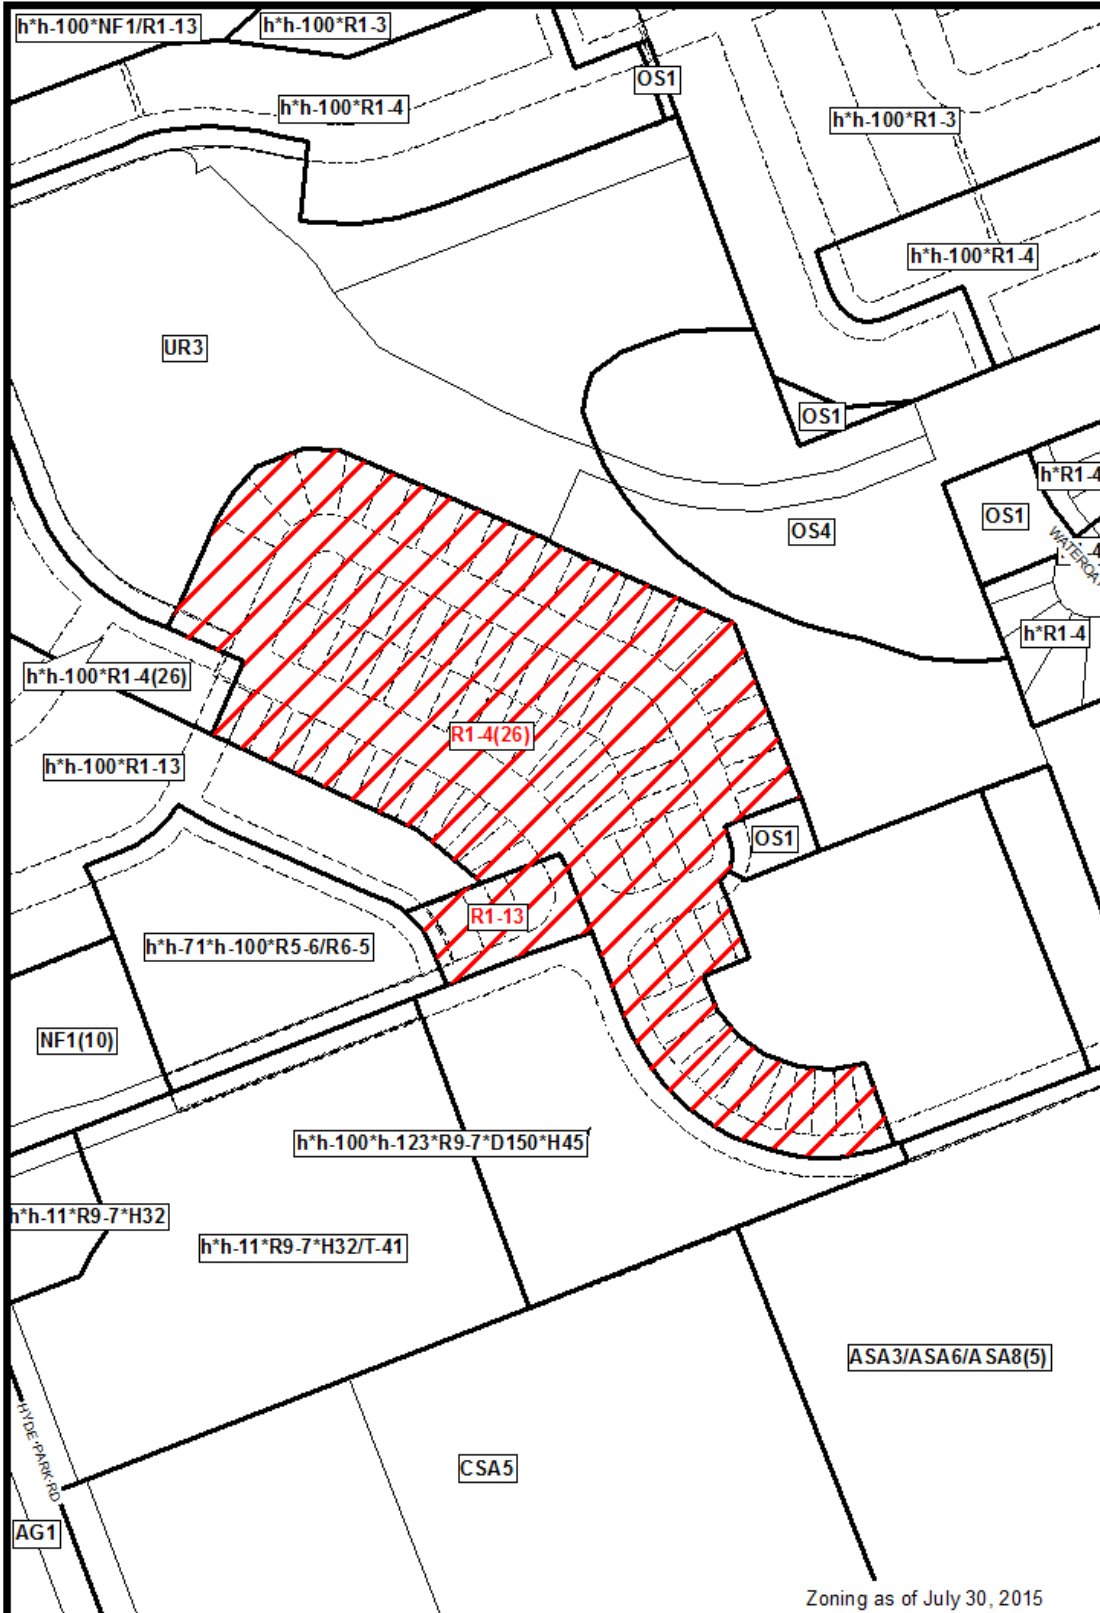 h*h-100*NF1/R1-13
h*h-100*R1-3
OS1
h*h-100*R1-4
h*h-100*R1-3
h*h-100*R1-4
UR3
OS1
h*R1-4
OS1
OS4
h*R1-4
h*h-100*R1-4(26)
R1-4(26)
h*h-100*R1-13
OS1
R1-13
h*h-71*h-100*R5-6/R6-5
NF1(10)
h*h-100*h-123*R9-7*D150*H45
h*h-11*R9-7*H32
h*h-11*R9-7*H32/T-41
ASA3/ASA6/ASA8(5)
HYDE PARK RD
CSA5
AG1
Zoning as of July 30, 2015